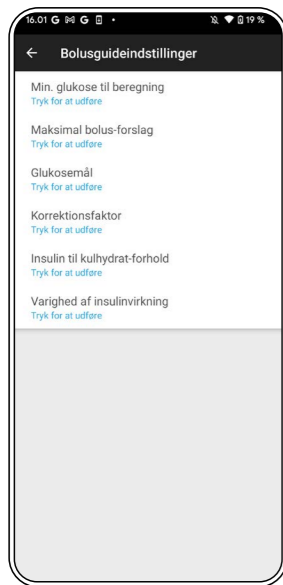 16.01 G M G 19 %
Bolusguideindstillinger
Min. glukose til beregning
Tryk for at udføre
Maksimal bolus-forslag
Tryk for at udføre
Glukosemål
Tryk for at udføre
Korrektionsfaktor
Tryk for at udføre
Insulin til kulhydrat-forhold
Tryk for at udføre
Varighed af insulinvirkning
Tryk for at udføre